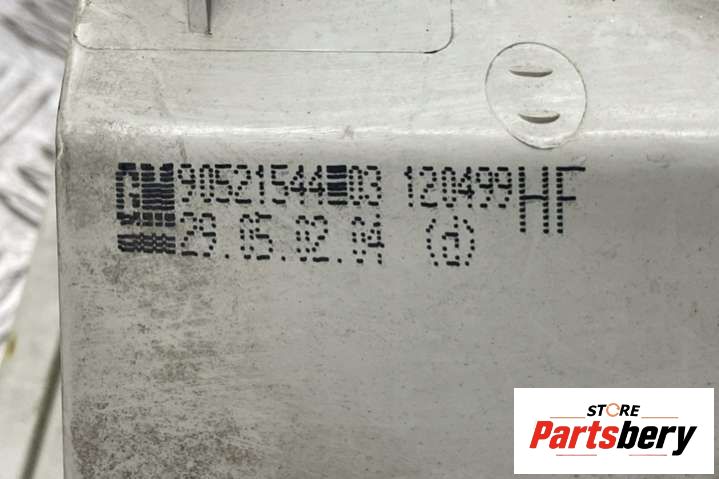 GM 90521544 03 120499 HF
29.05.02.04 (d)
STORE
Partsbery